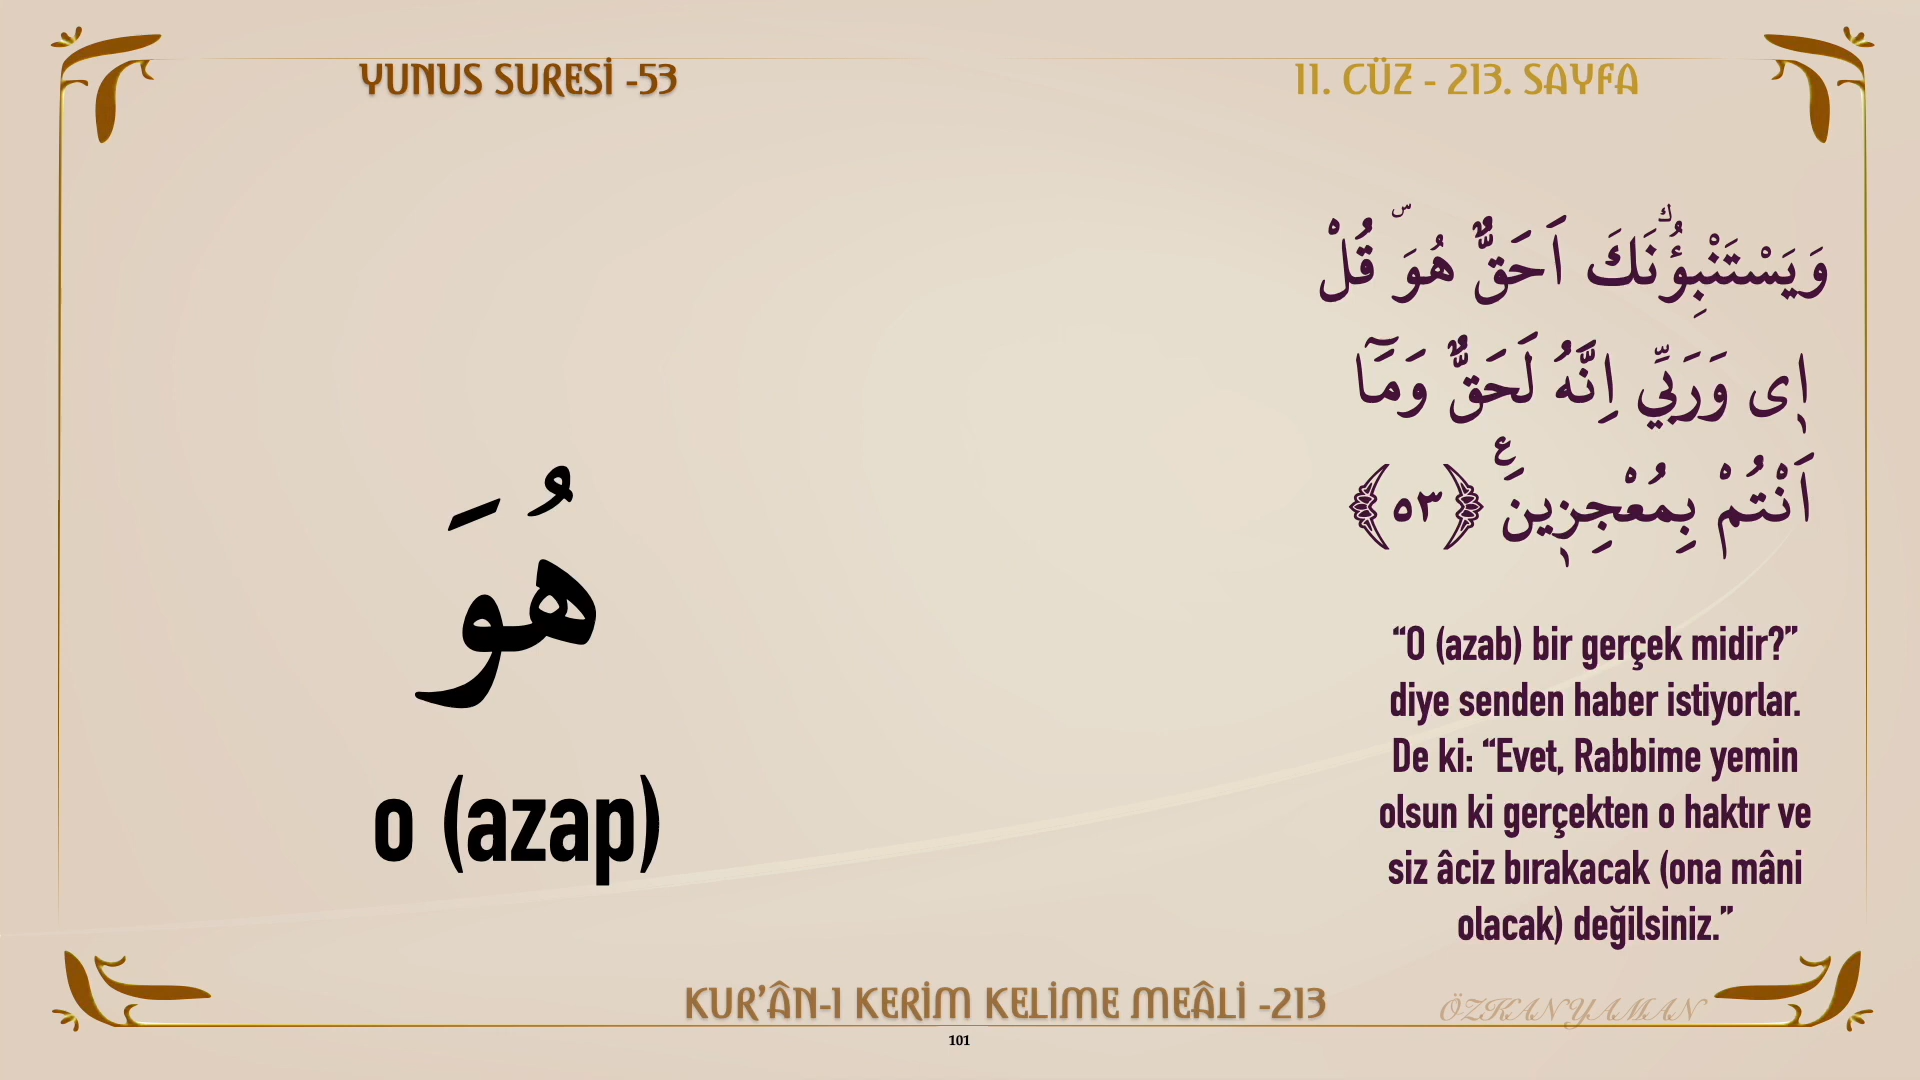 YUNUS SURESİ -53
11. CÜZ - 213. SAYFA
وَيَسْتَنْبِؤُ۫نَكَ اَحَقٌّ هُوَۜ قُلْ
ا۪ى وَرَبّ۪ي اِنَّهُ لَحَقٌّ وَمَٓا
اَنْتُمْ بِمُعْجِز۪ينَ ﴿٥٣﴾
هُوَ
o (azap)
“O (azab) bir gerçek midir?”
diye senden haber istiyorlar.
De ki: “Evet, Rabbime yemin
olsun ki gerçekten o haktır ve
siz âciz bırakacak (ona mâni
olacak) değilsiniz.”
KUR’ÂN-I KERİM KELİME MEÂLİ -213
ÖZKAN YAMAN
101